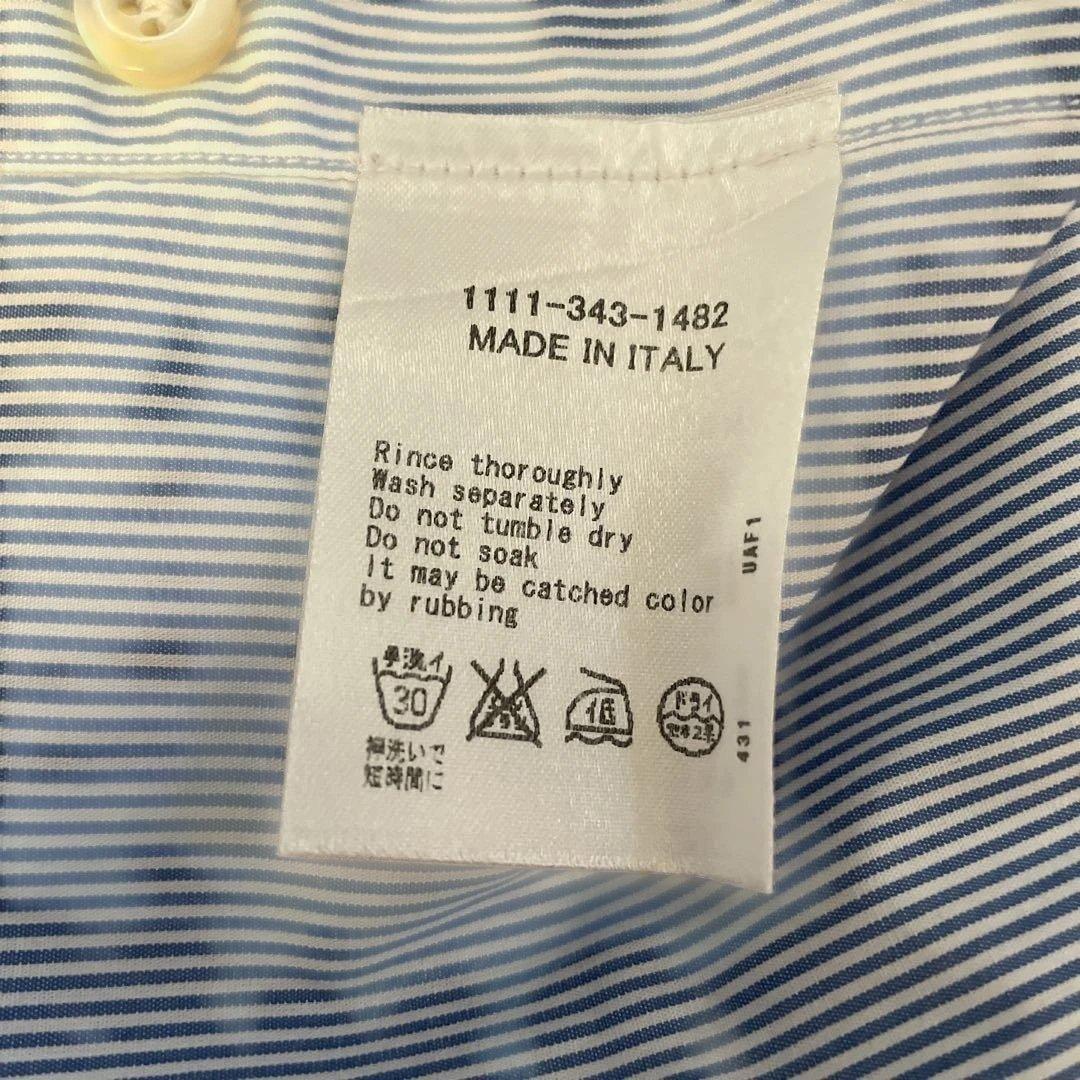 1111-343-1482
MADE IN ITALY
Rince thoroughly
Wash separately
Do not tumble dry
Do not soak
It may be catched color
by rubbing
UAF1
手洗イ
30
低
ドライ
431
押洗いで
短時間に